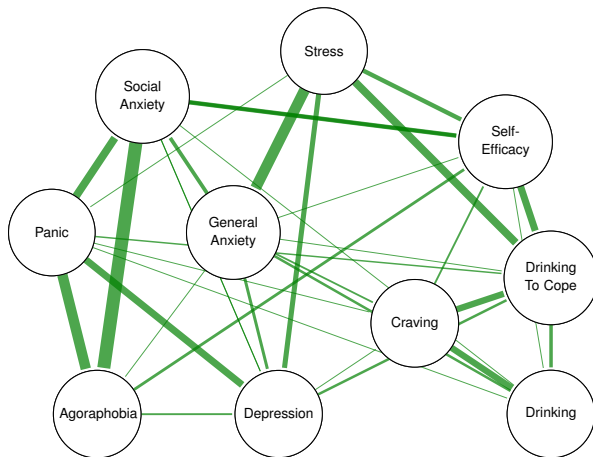 Stress
Social
Anxiety
Self-
Efficacy
Panic
General
Anxiety
Drinking
To Cope
Craving
Agoraphobia
Depression
Drinking